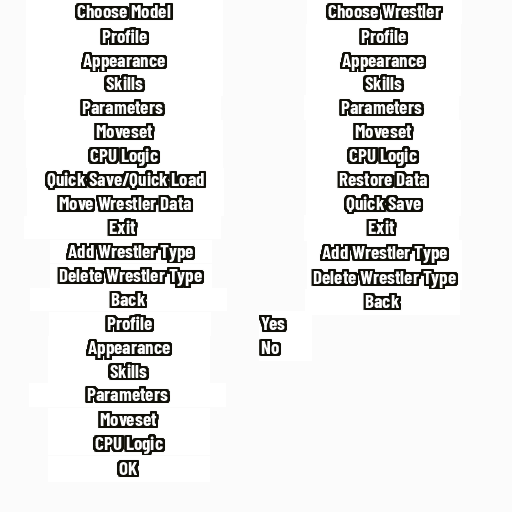 Choose Model
Profile
Appearance
Skills
Parameters
Moveset
CPU Logic
Quick Save/Quick Load
Move Wrestler Data
Exit
Add Wrestler Type
Delete Wrestler Type
Back
Profile
Appearance
Skills
Parameters
Moveset
CPU Logic
OK
Choose Wrestler
Profile
Appearance
Skills
Parameters
Moveset
CPU Logic
Restore Data
Quick Save
Exit
Add Wrestler Type
Delete Wrestler Type
Back
Yes
No